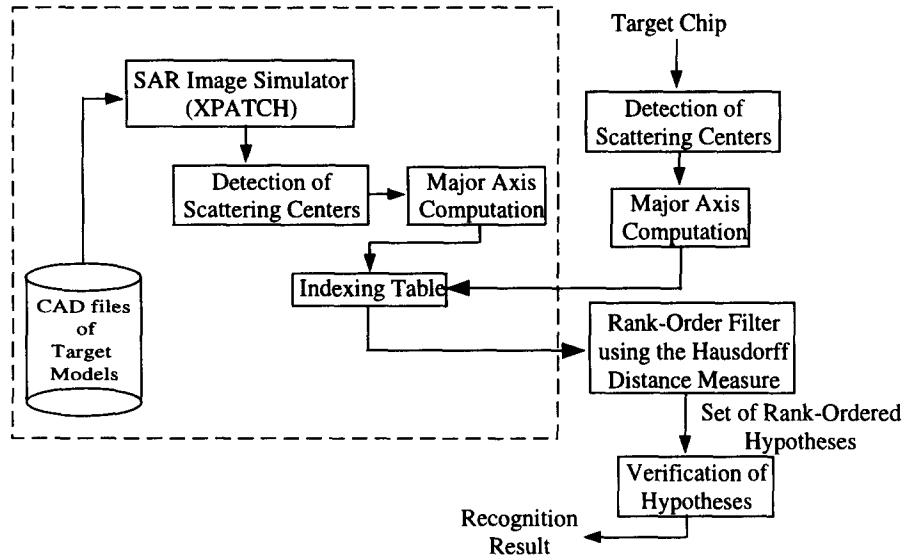 Target Chip
SAR Image Simulator
(XPATCH)
Detection of
Scattering Centers
Detection of
Scattering Centers
Major Axis
Computation
Major Axis
Computation
Indexing Table
CAD files
of
Target
Models
Rank-Order Filter
using the Hausdorff
Distance Measure
Set of Rank-Ordered
Hypotheses
Verification of
Hypotheses
Recognition
Result